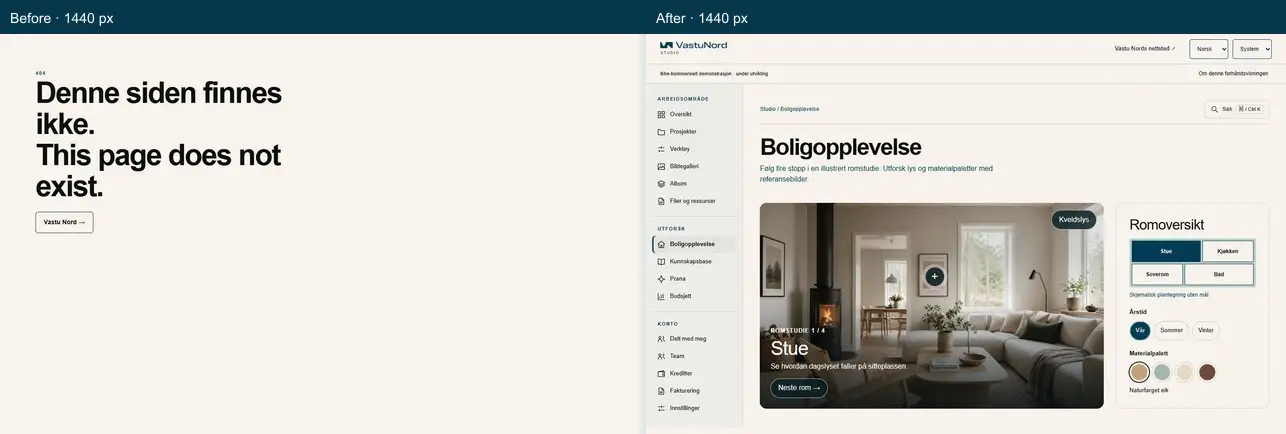 Before · 1440 px
404
Denne siden finnes
ikke.
This page does not
exist.
Vastu Nord →
After · 1440 px
VastuNord
STUDIO
Vastu Nords nettsted ↗
Norsk
System
Ikke-kommersiell demonstrasjon · under utvikling
Om denne forhåndsvisningen
ARBEIDSOMRÅDE
Oversikt
Prosjekter
Verktøy
Bildegalleri
Album
Filer og ressurser
UTFORSK
Boligopplevelse
Kunnskapsbase
Prana
Budsjett
KONTO
Delt med meg
Team
Kreditter
Fakturering
Innstillinger
Studio / Boligopplevelse
Søk
⌘ / Ctrl K
Boligopplevelse
Følg fire stopp i en illustrert romstudie. Utforsk lys og materialpaletter med
referansebilder.
Kveldslys
+
ROMSTUDIE 1 / 4
Stue
Se hvordan dagslyset faller på sitteplassen.
Neste rom →
Romoversikt
Stue
Kjøkken
Soverom
Bad
Skjematisk plantegning uten mål
Årstid
Vår
Sommer
Vinter
Materialpalett
Naturfarget eik